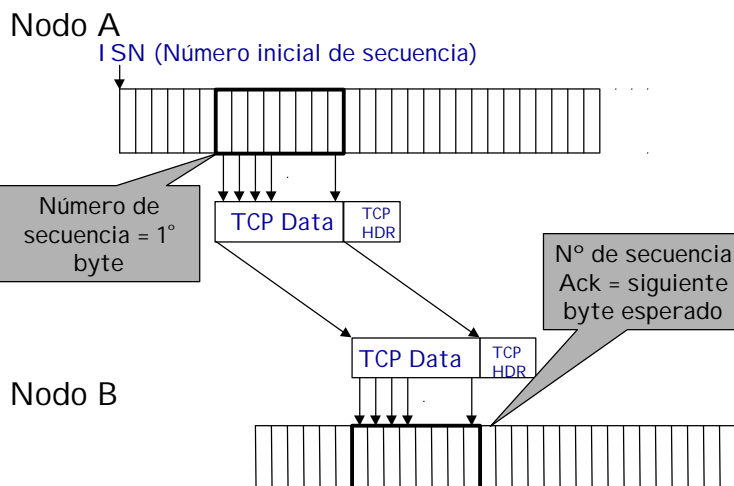 Nodo A
ISN (Número inicial de secuencia)
Número de
secuencia = 1°
byte
TCP Data
TCP
HDR
Nº de secuencia
Ack = siguiente
byte esperado
TCP Data
TCP
HDR
Nodo B